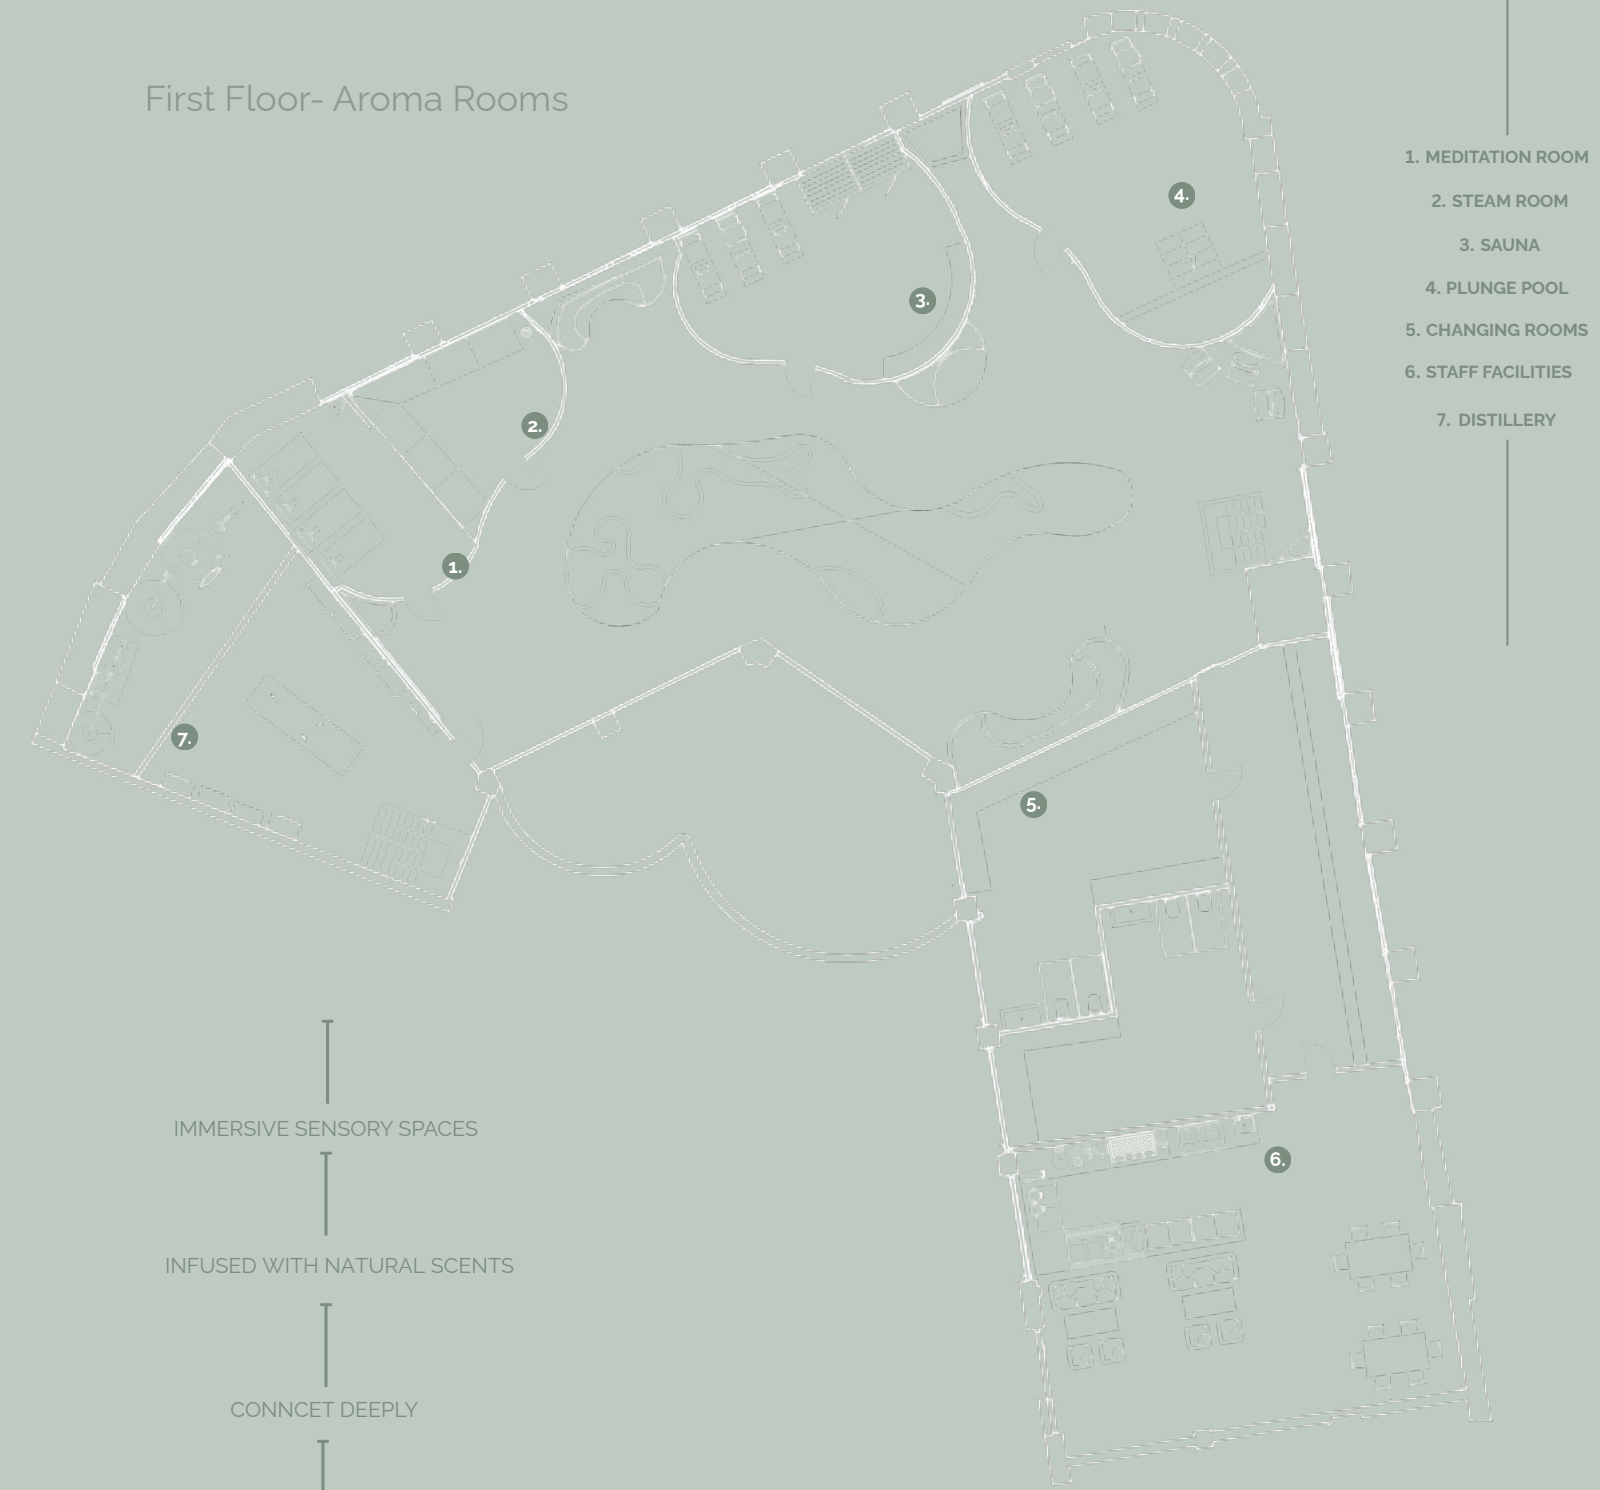 First Floor- Aroma Rooms
1. MEDITATION ROOM
2. STEAM ROOM
3. SAUNA
4. PLUNGE POOL
5. CHANGING ROOMS
6. STAFF FACILITIES
7. DISTILLERY
4.
3.
2.
1.
7.
5.
6.
IMMERSIVE SENSORY SPACES
INFUSED WITH NATURAL SCENTS
CONNCET DEEPLY